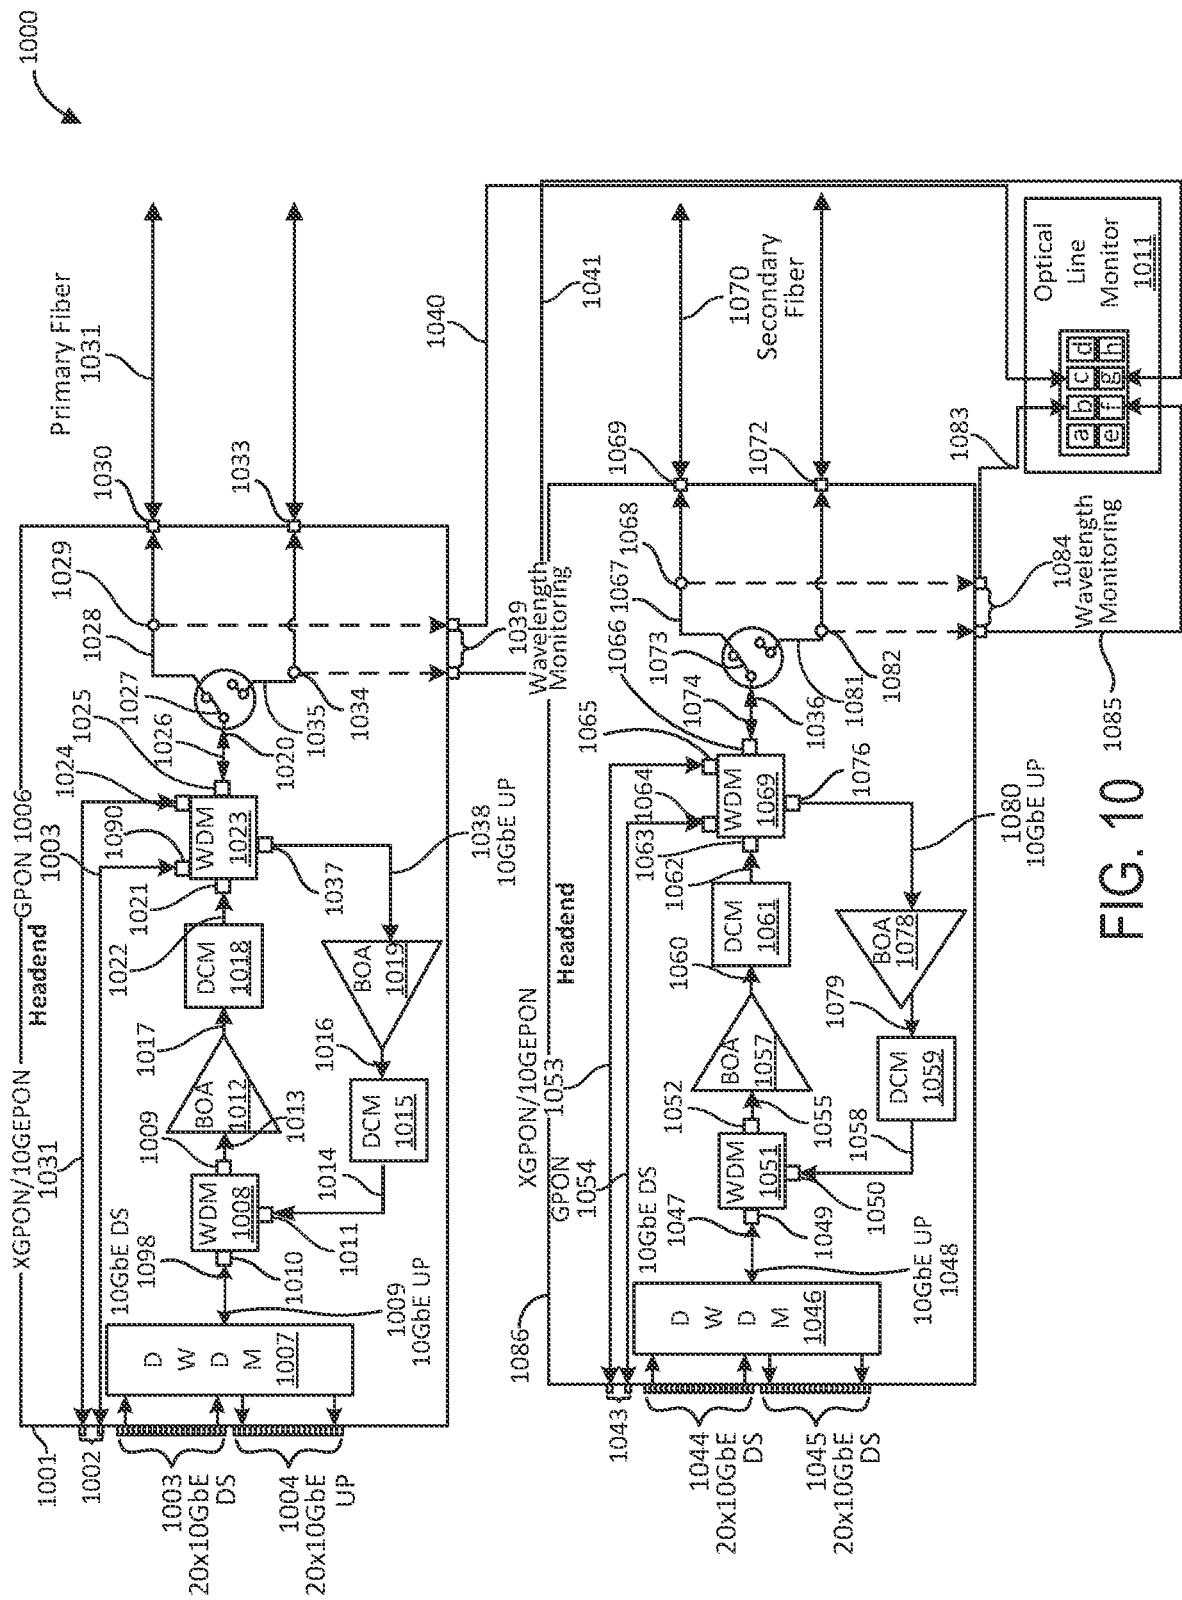 1000
Primary Fiber
1031
1030
1033
1029
1028
1027
1026
1025
1024
1020
1035
1034
1039
Wavelength
Monitoring
1040
1041
1001
XGPON/10GEPON
1031
GPON 1006
1003
Headend
1090
1021
1022
WDM
1023
1037
1038
10GbE UP
DCM
1018
1017
BOA
1012
1013
1009
WDM
1008
1010
1011
1014
DCM
1015
1016
BOA
1019
10GbE DS
1098
1009
10GbE UP
D
W
D
M
1007
1002
1003
20x10GbE
DS
1004
20x10GbE
UP
1070
Secondary
Fiber
1069
1072
1068
1067
1066
1073
1074
1036
1081
1082
1065
1064
1063
1062
WDM
1069
1076
1080
10GbE UP
Headend
DCM
1061
1060
BOA
1057
1055
1052
WDM
1051
1049
1050
1058
DCM
1059
1079
BOA
1078
XGPON/10GEPON
1053
GPON
1054
10GbE DS
1047
10GbE UP
1048
D
W
D
M
1046
1086
1043
1044
20x10GbE
DS
1045
20x10GbE
DS
1084
Wavelength
Monitoring
1083
1085
Optical
Line
Monitor
1011
a b c d
e f g h
FIG. 10